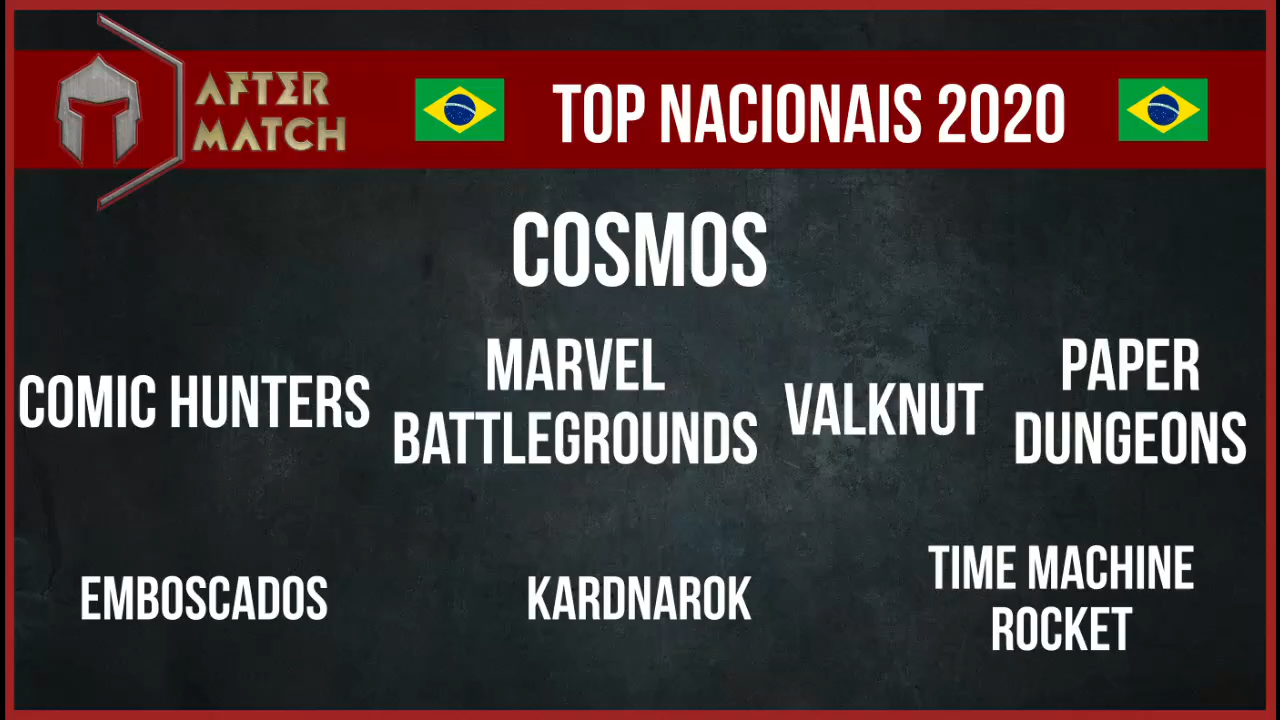 AFTER
MATCH
TOP NACIONAIS 2020
COSMOS
COMIC HUNTERS
MARVEL
BATTLEGROUNDS
VALKNUT
PAPER
DUNGEONS
EMBOSCADOS
KARDNAROK
TIME MACHINE
ROCKET